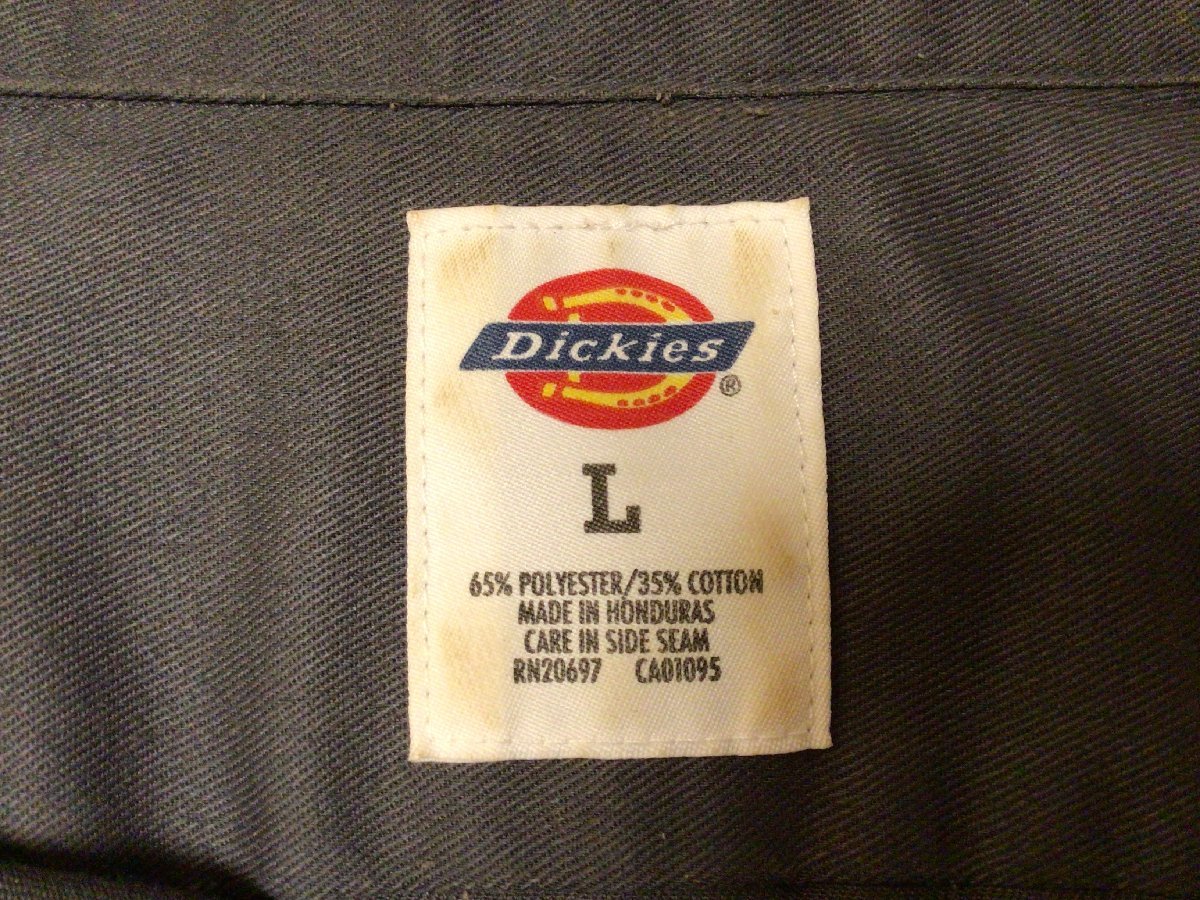 Dickies®
L
65% POLYESTER/35% COTTON
MADE IN HONDURAS
CARE IN SIDE SEAM
RN20697 CA01095